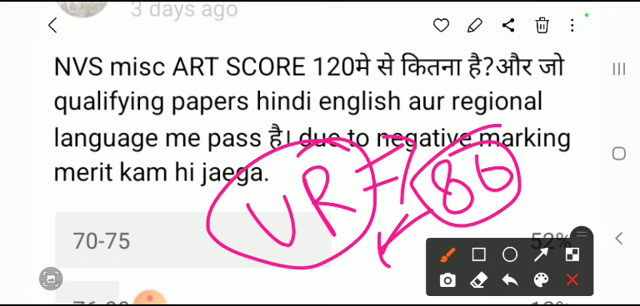 3 days ago
NVS misc ART SCORE 120मे से कितना है?और जो
qualifying papers hindi english aur regional
language me pass है। due to negative marking
merit kam hi jaega.
UR 86
70-75
52%